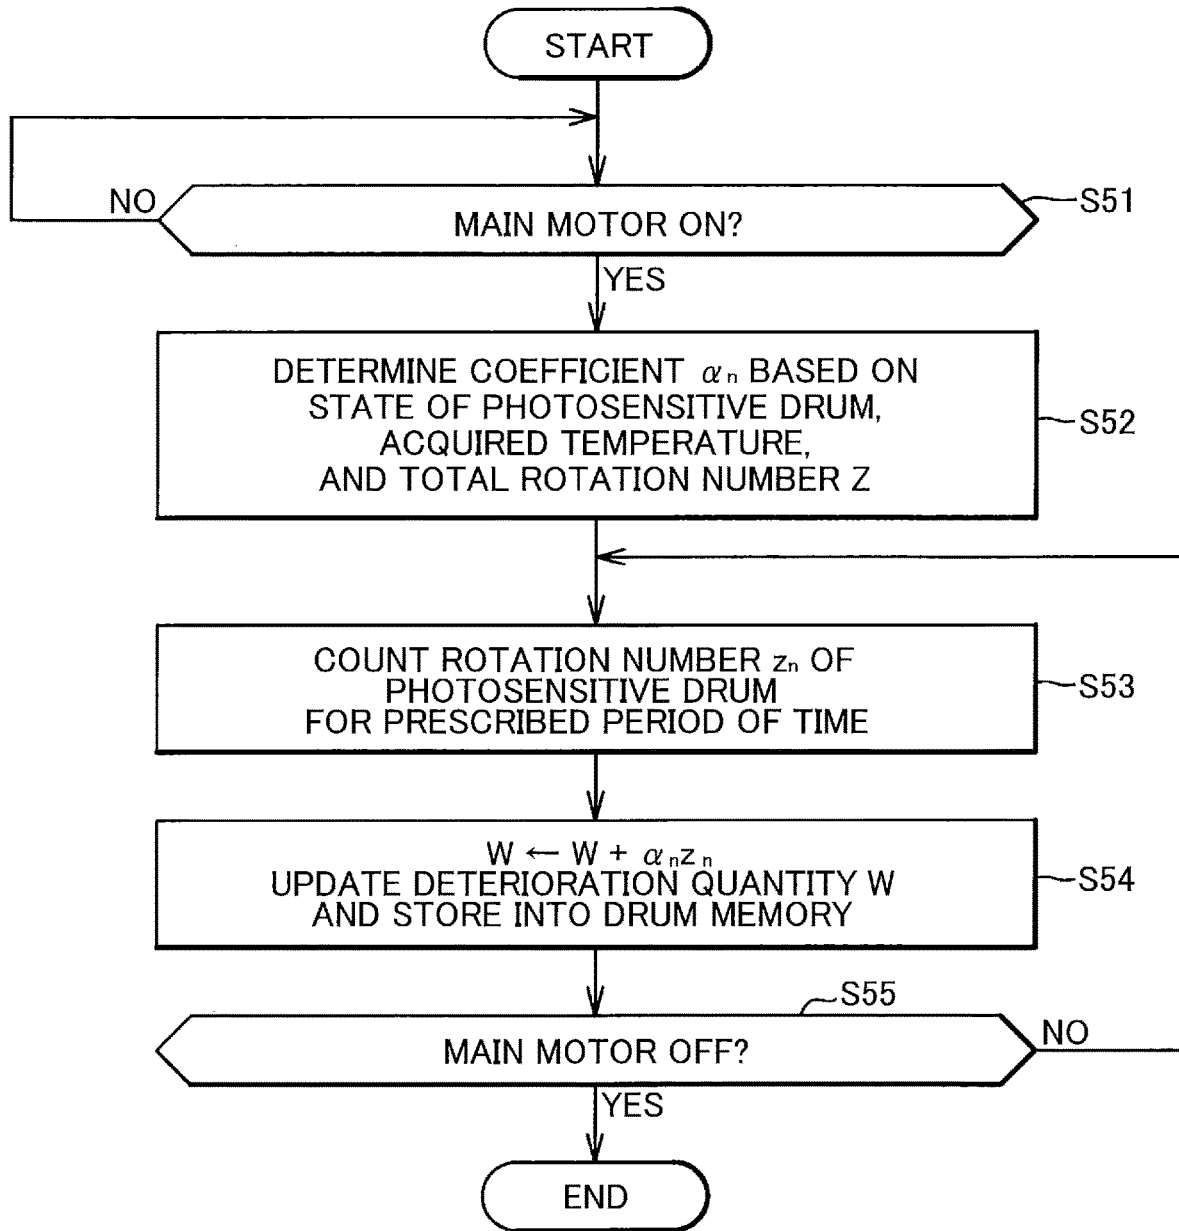 START
NO
MAIN MOTOR ON?
S51
YES
DETERMINE COEFFICIENT αn BASED ON
STATE OF PHOTOSENSITIVE DRUM,
ACQUIRED TEMPERATURE,
AND TOTAL ROTATION NUMBER Z
S52
COUNT ROTATION NUMBER zn OF
PHOTOSENSITIVE DRUM
FOR PRESCRIBED PERIOD OF TIME
S53
W ← W + αnzn
UPDATE DETERIORATION QUANTITY W
AND STORE INTO DRUM MEMORY
S54
S55
MAIN MOTOR OFF?
NO
YES
END